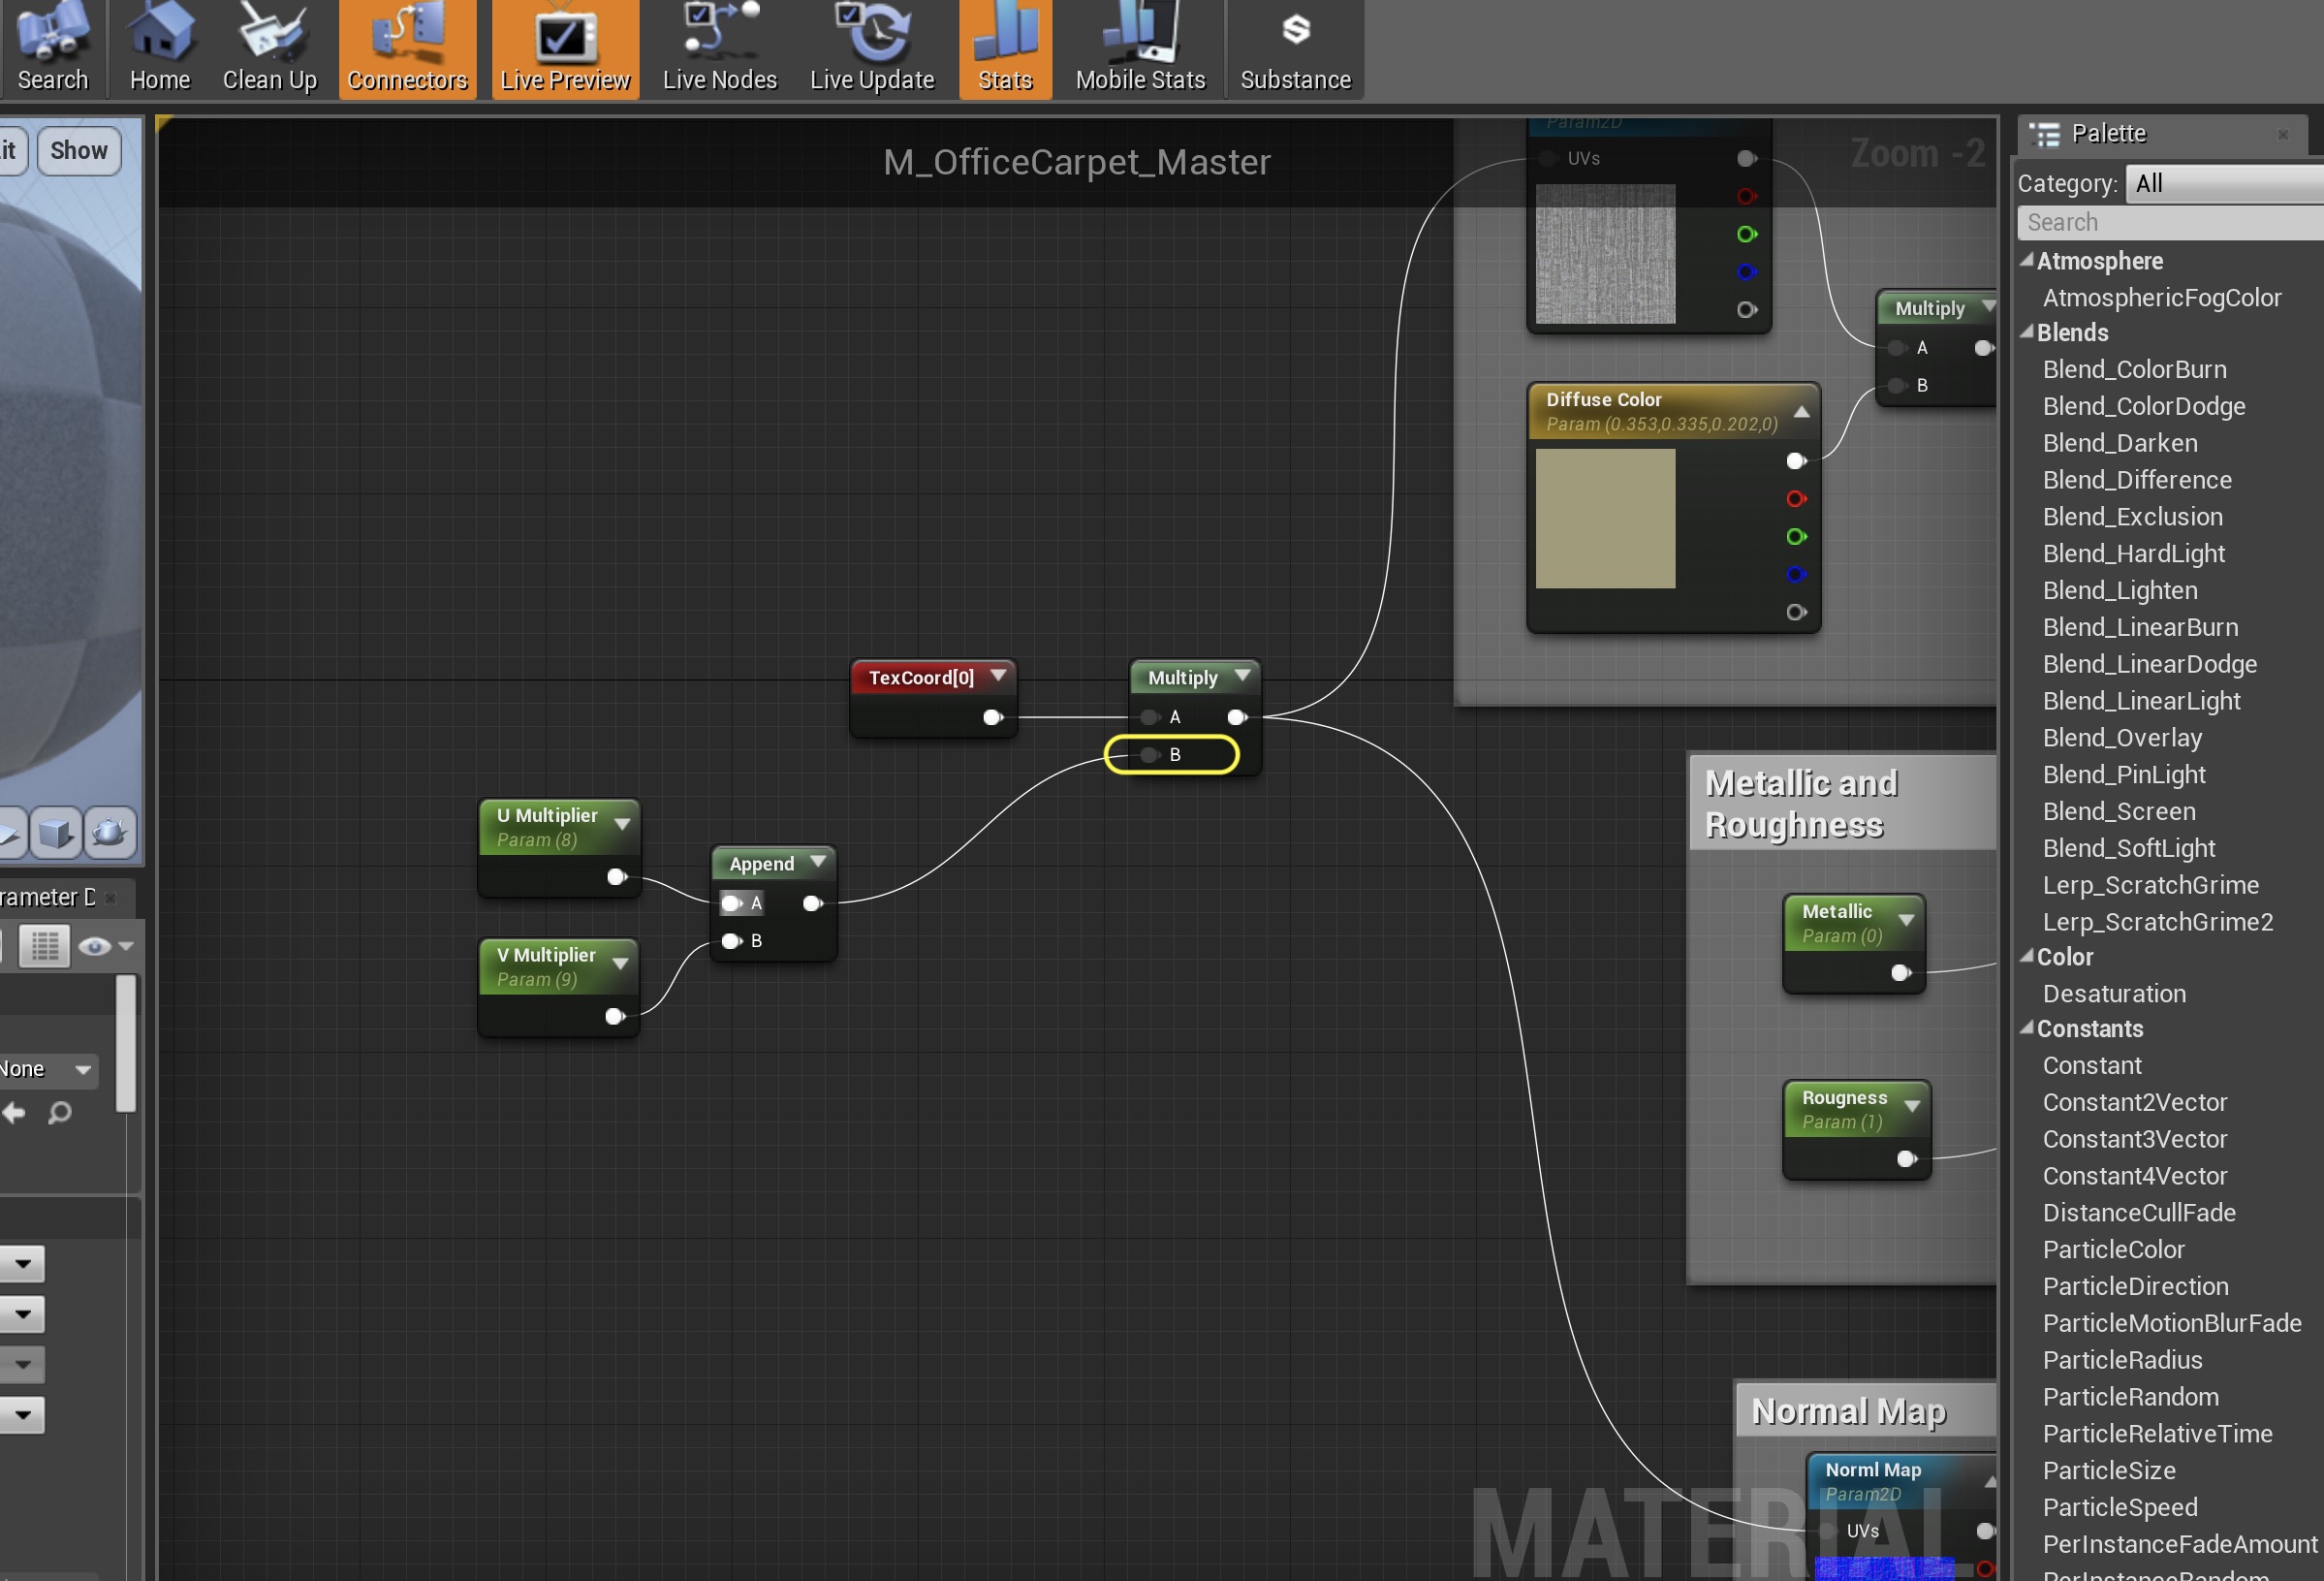 Search
Home
Clean Up
Connectors
Live Preview
Live Nodes
Live Update
Stats
Mobile Stats
Substance
Show
M_OfficeCarpet_Master
Zoom -2
Param2D
UVs
Multiply
A
B
Diffuse Color
Param (0.353,0.335,0.202,0)
TexCoord[0]
Multiply
A
B
U Multiplier
Param (8)
Append
A
B
V Multiplier
Param (9)
Metallic and
Roughness
Metallic
Param (0)
Rougness
Param (1)
Normal Map
Norml Map
Param2D
UVs
MATERIAL
rameter D
None
Palette
Category: All
Search
Atmosphere
AtmosphericFogColor
Blends
Blend_ColorBurn
Blend_ColorDodge
Blend_Darken
Blend_Difference
Blend_Exclusion
Blend_HardLight
Blend_Lighten
Blend_LinearBurn
Blend_LinearDodge
Blend_LinearLight
Blend_Overlay
Blend_PinLight
Blend_Screen
Blend_SoftLight
Lerp_ScratchGrime
Lerp_ScratchGrime2
Color
Desaturation
Constants
Constant
Constant2Vector
Constant3Vector
Constant4Vector
DistanceCullFade
ParticleColor
ParticleDirection
ParticleMotionBlurFade
ParticleRadius
ParticleRandom
ParticleRelativeTime
ParticleSize
ParticleSpeed
PerInstanceFadeAmount
PerInstanceRandom